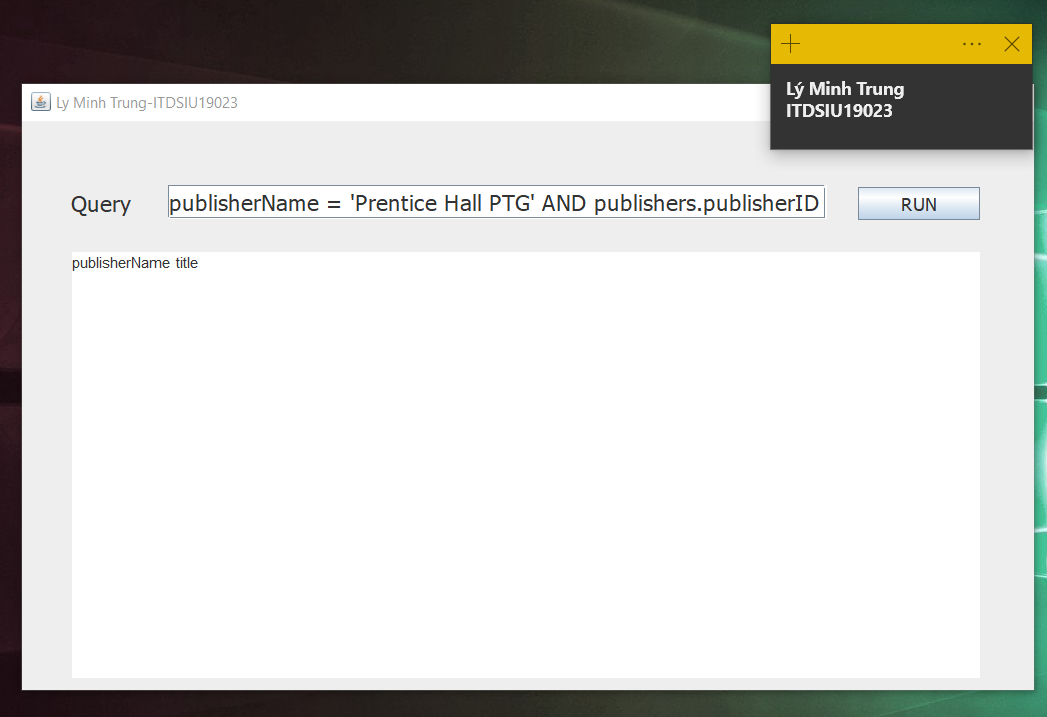 Lý Minh Trung
ITDSIU19023
Ly Minh Trung-ITDSIU19023
Query publisherName = 'Prentice Hall PTG' AND publishers.publisherID RUN
publisherName title